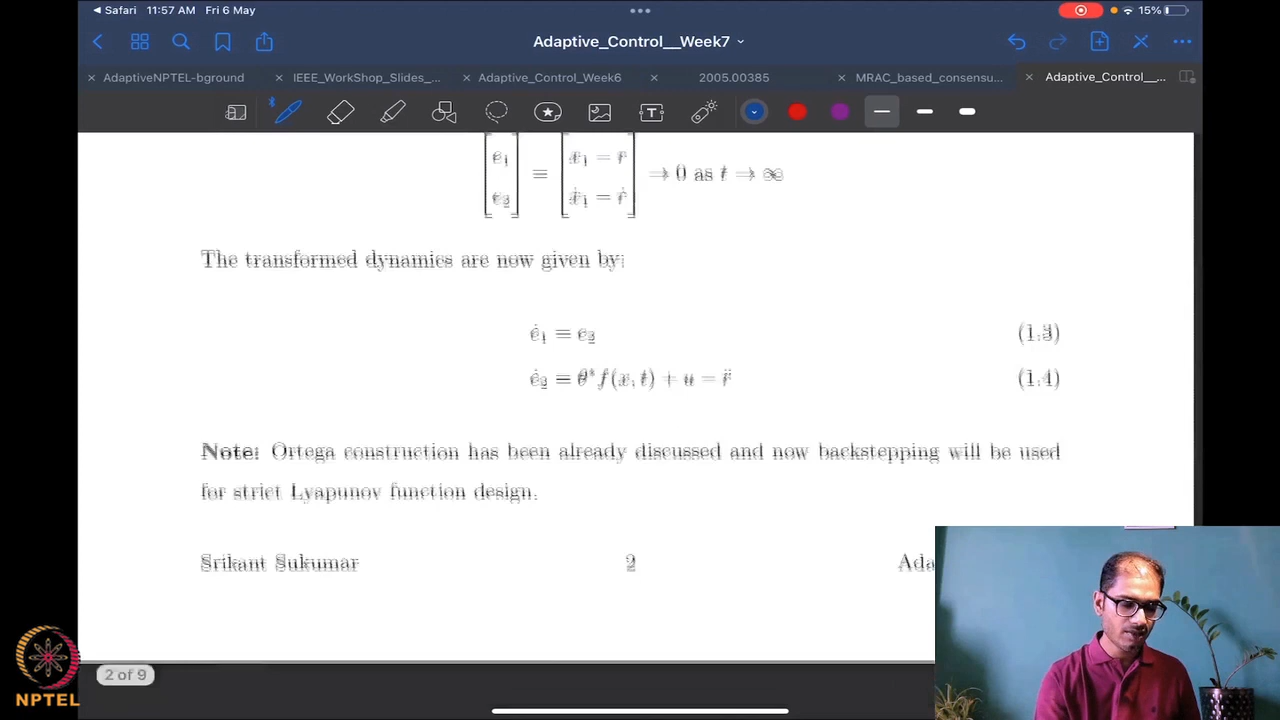 Safari 11:57 AM Fri 6 May 15%
Adaptive_Control__Week7
AdaptiveNPTEL-bground IEEE_WorkShop_Slides_... Adaptive_Control_Week6 2005.00385 MRAC_based_consensu... Adaptive_Control__...
[e₁ e₂] = [x₁ − r ẋ₁ − ṙ] → 0 as t → ∞
The transformed dynamics are now given by:
ė₁ = e₂ (1.3)
ė₂ = θ* f(x, t) + u − r̈ (1.4)
Note: Ortega construction has been already discussed and now backstepping will be used
for strict Lyapunov function design.
Srikant Sukumar 2 Ada
2 of 9
NPTEL